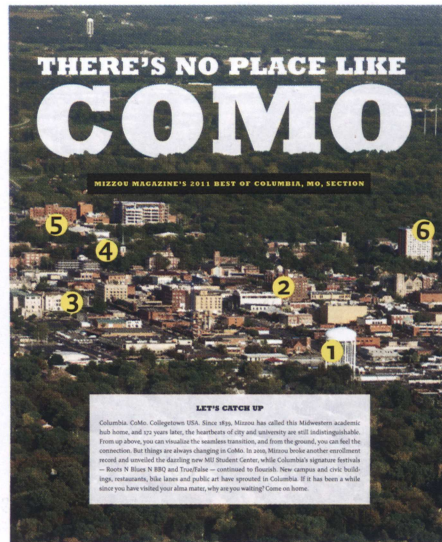 THERE'S NO PLACE LIKE
COMO
MIZZOU MAGAZINE'S 2011 BEST OF COLUMBIA, MO, SECTION
5
6
4
2
3
1
LET'S CATCH UP
Columbia. CoMo. Collegetown USA. Since 1839, Mizzou has called this Midwestern academic
hub home, and 172 years later, the heartbeats of city and university are still indistinguishable.
From up above, you can visualize the seamless transition, and from the ground, you can feel the
connection. But things are always changing in CoMo. In 2010, Mizzou broke another enrollment
record and unveiled the dazzling new MU Student Center, while Columbia's signature festivals
— Roots N Blues N BBQ and True/False — continued to flourish. New campus and civic build-
ings, restaurants, bike lanes and public art have sprouted in Columbia. If it has been a while
since you have visited your alma mater, why are you waiting? Come on home.